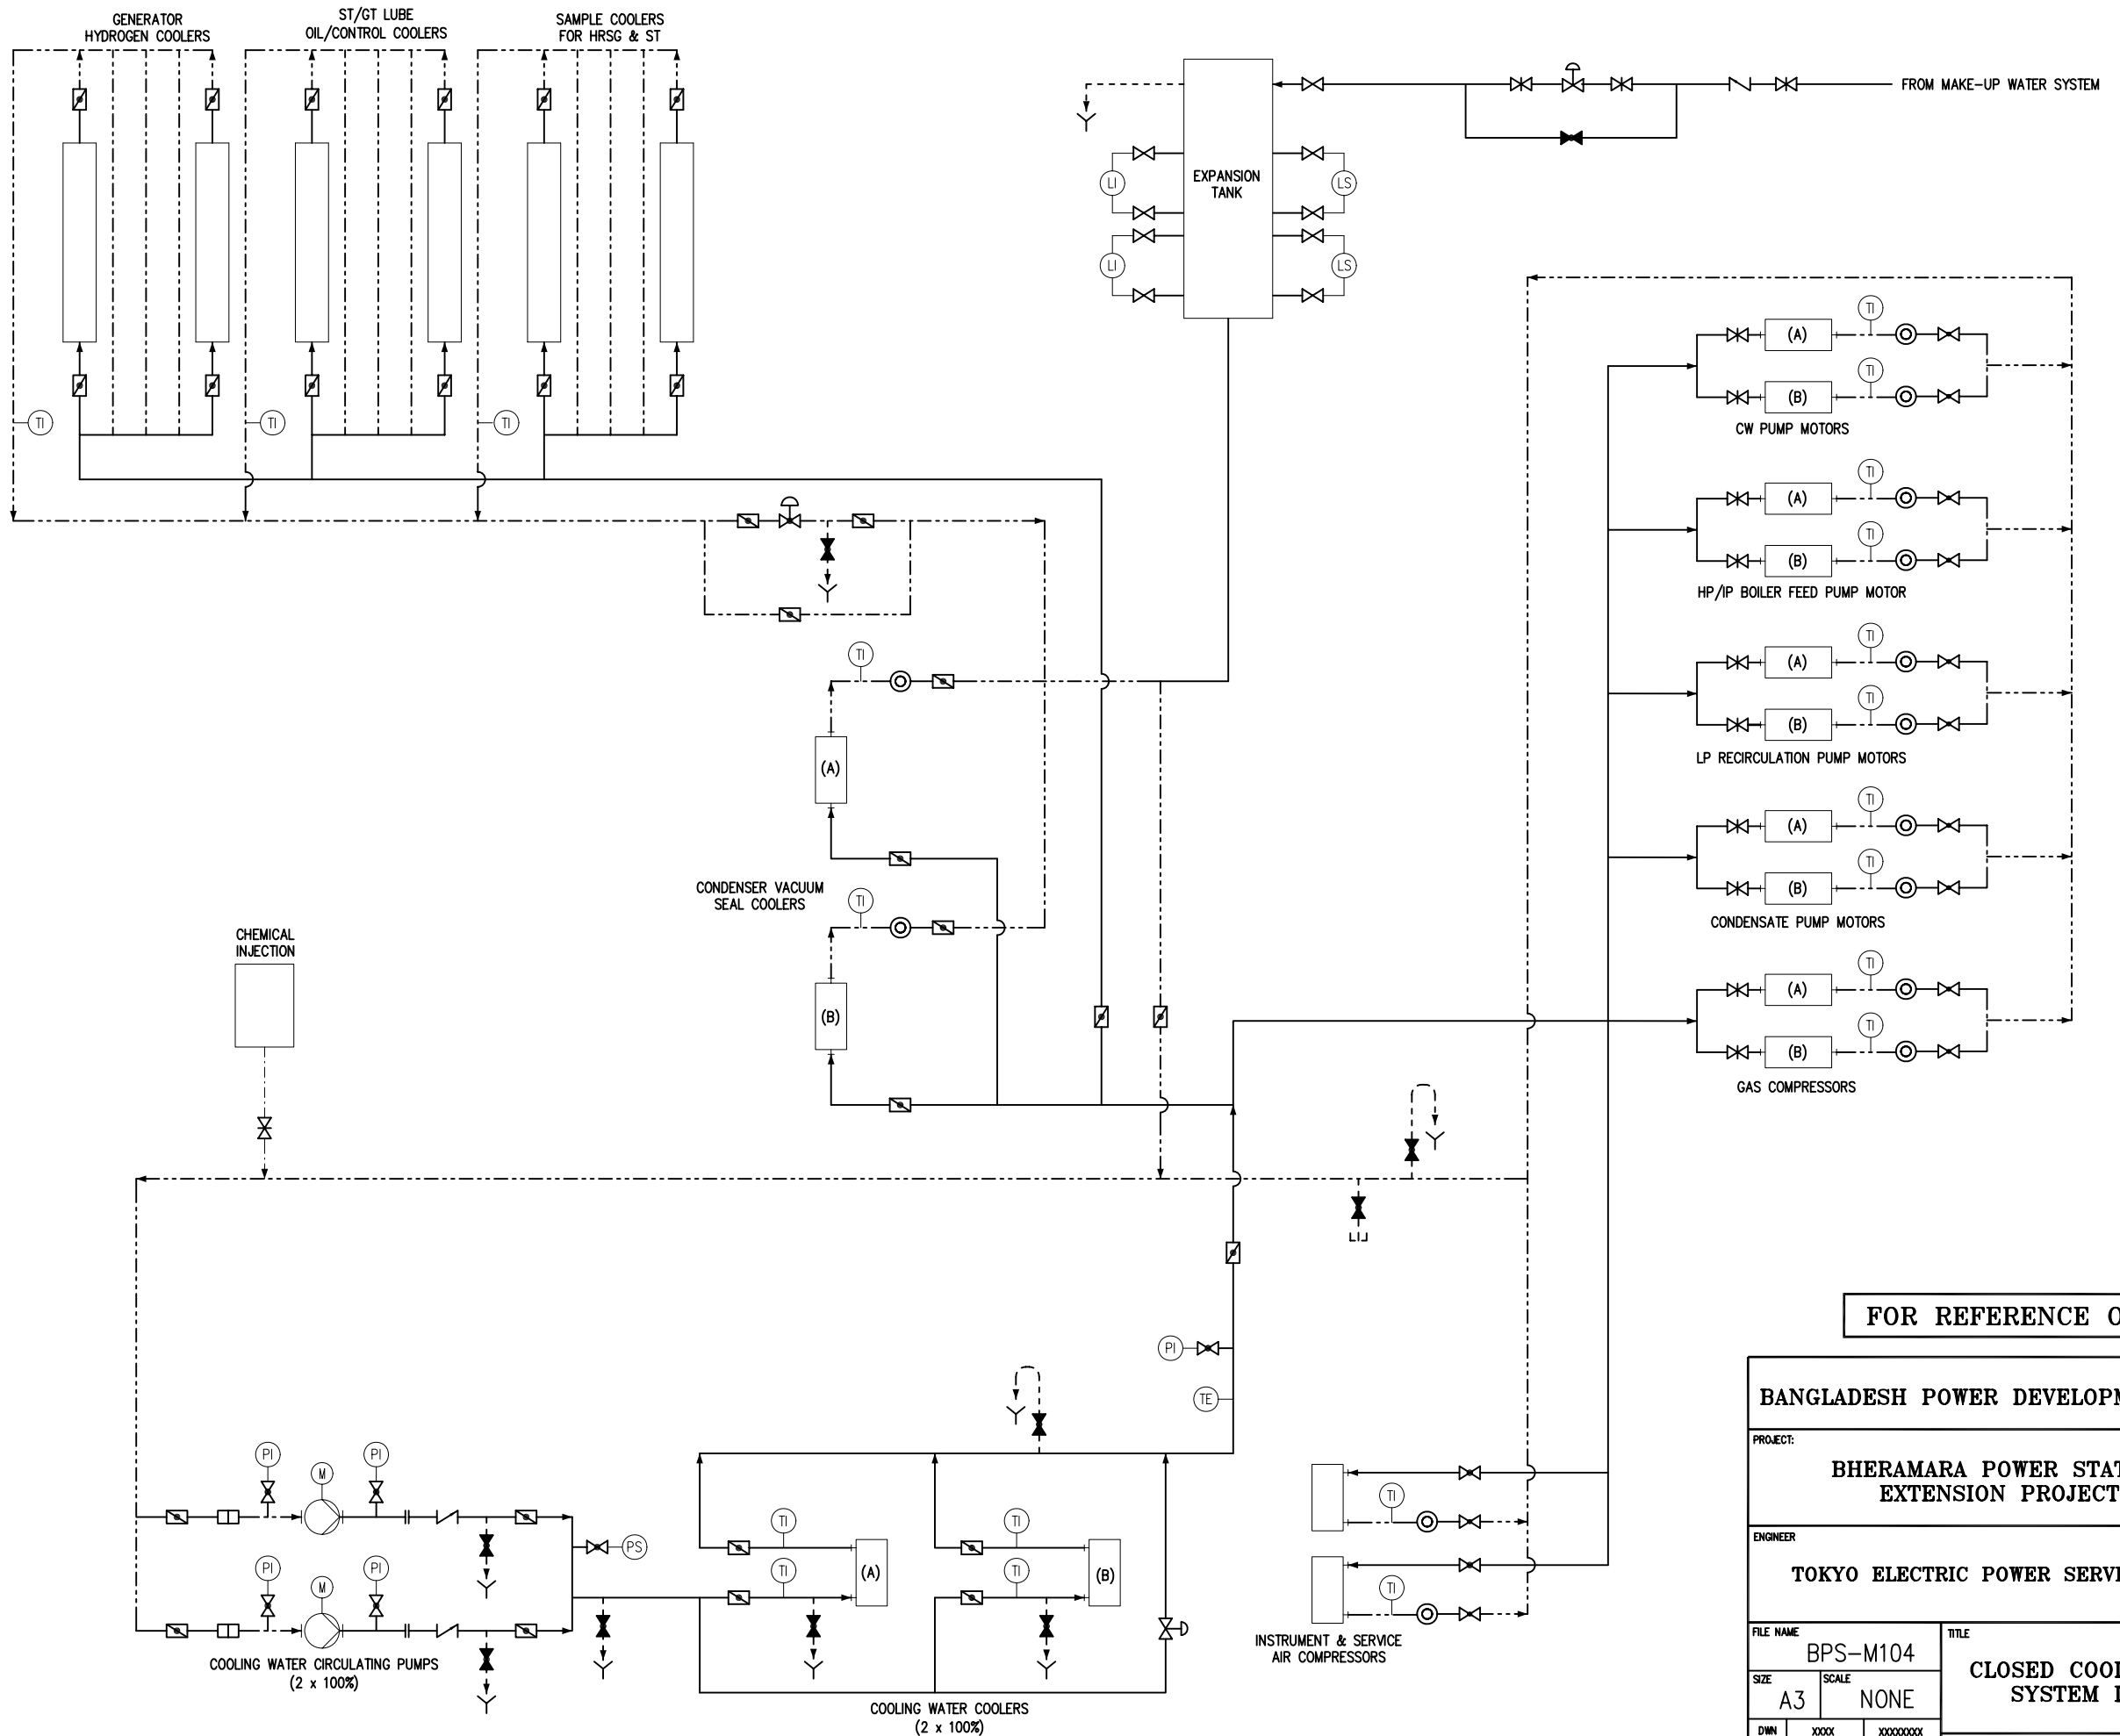 GENERATOR
HYDROGEN COOLERS
ST/GT LUBE
OIL/CONTROL COOLERS
SAMPLE COOLERS
FOR HRSG & ST
FROM MAKE-UP WATER SYSTEM
EXPANSION
TANK
LI
LS
LI
LS
TI
TI
TI
TI
(A)
TI
(B)
CW PUMP MOTORS
TI
(A)
TI
(B)
HP/IP BOILER FEED PUMP MOTOR
TI
(A)
TI
(B)
LP RECIRCULATION PUMP MOTORS
TI
(A)
TI
(B)
CONDENSATE PUMP MOTORS
TI
(A)
TI
(B)
GAS COMPRESSORS
TI
(A)
CONDENSER VACUUM
SEAL COOLERS
TI
(B)
CHEMICAL
INJECTION
PI
TE
PI
M
PI
PI
M
PI
PS
COOLING WATER CIRCULATING PUMPS
(2 x 100%)
TI
TI
(A)
TI
TI
(B)
COOLING WATER COOLERS
(2 x 100%)
TI
TI
INSTRUMENT & SERVICE
AIR COMPRESSORS
FOR REFERENCE
BANGLADESH POWER
PROJECT:
BHERAMARA POWER
EXTENSION PROJECT
ENGINEER
TOKYO ELECTRIC POWER
FILE NAME
BPS-M104
TITLE
CLOSED
SYSTEM
SIZE
A3
SCALE
NONE
DWN
XXXX
XXXXXXXX